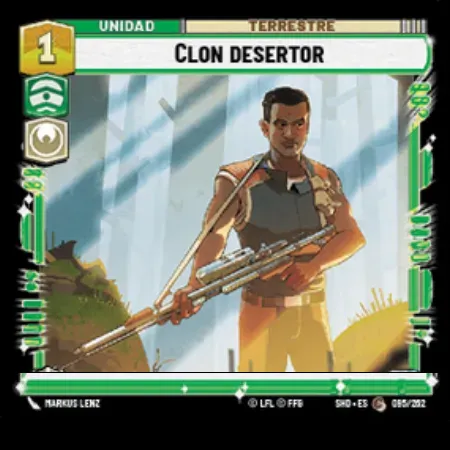 UNIDAD
TERRESTRE
1
CLON DESERTOR
MARKUS LENZ
© LFL © FFG
SHD • ES
095/262